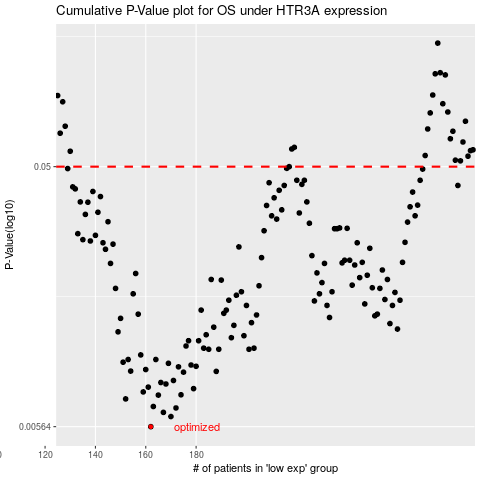 Cumulative P-Value plot for OS under HTR3A expression
P-Value(log10)
0.05
0.00564
optimized
0 120 140 160 180
# of patients in 'low exp' group